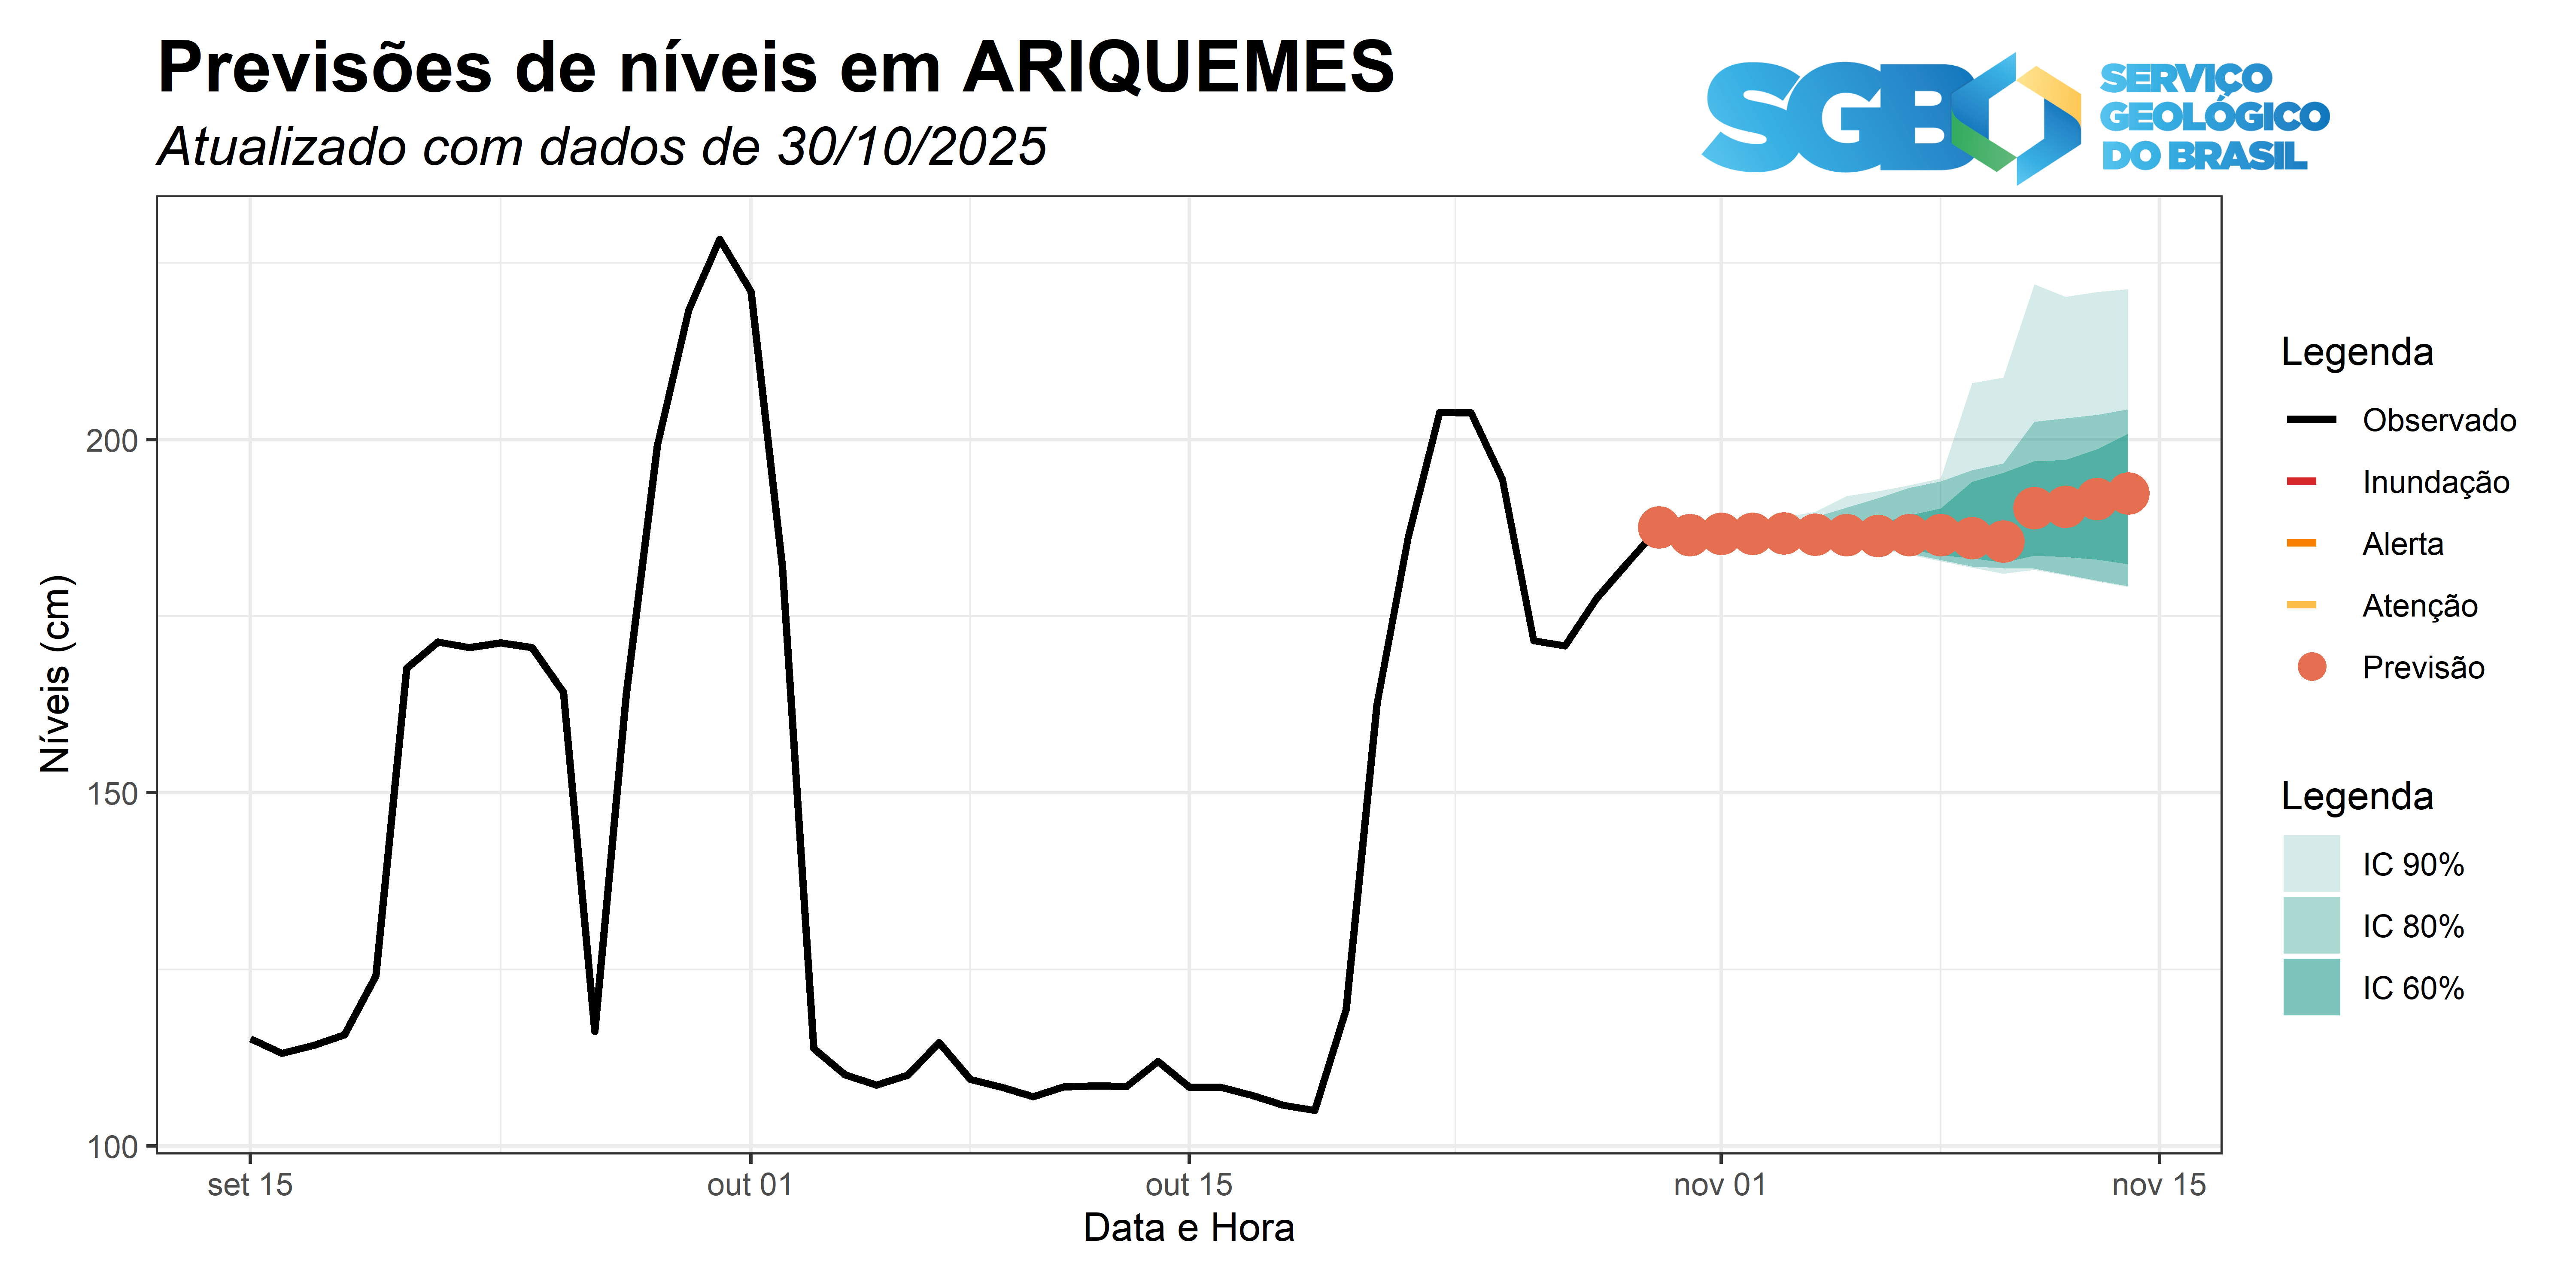 Previsões de níveis em ARIQUEMES
Atualizado com dados de 30/10/2025
SGB
SERVIÇO
GEOLÓGICO
DO BRASIL
Níveis (cm)
200
150
100
set 15
out 01
out 15
nov 01
nov 15
Data e Hora
Legenda
Observado
Inundação
Alerta
Atenção
Previsão
Legenda
IC 90%
IC 80%
IC 60%